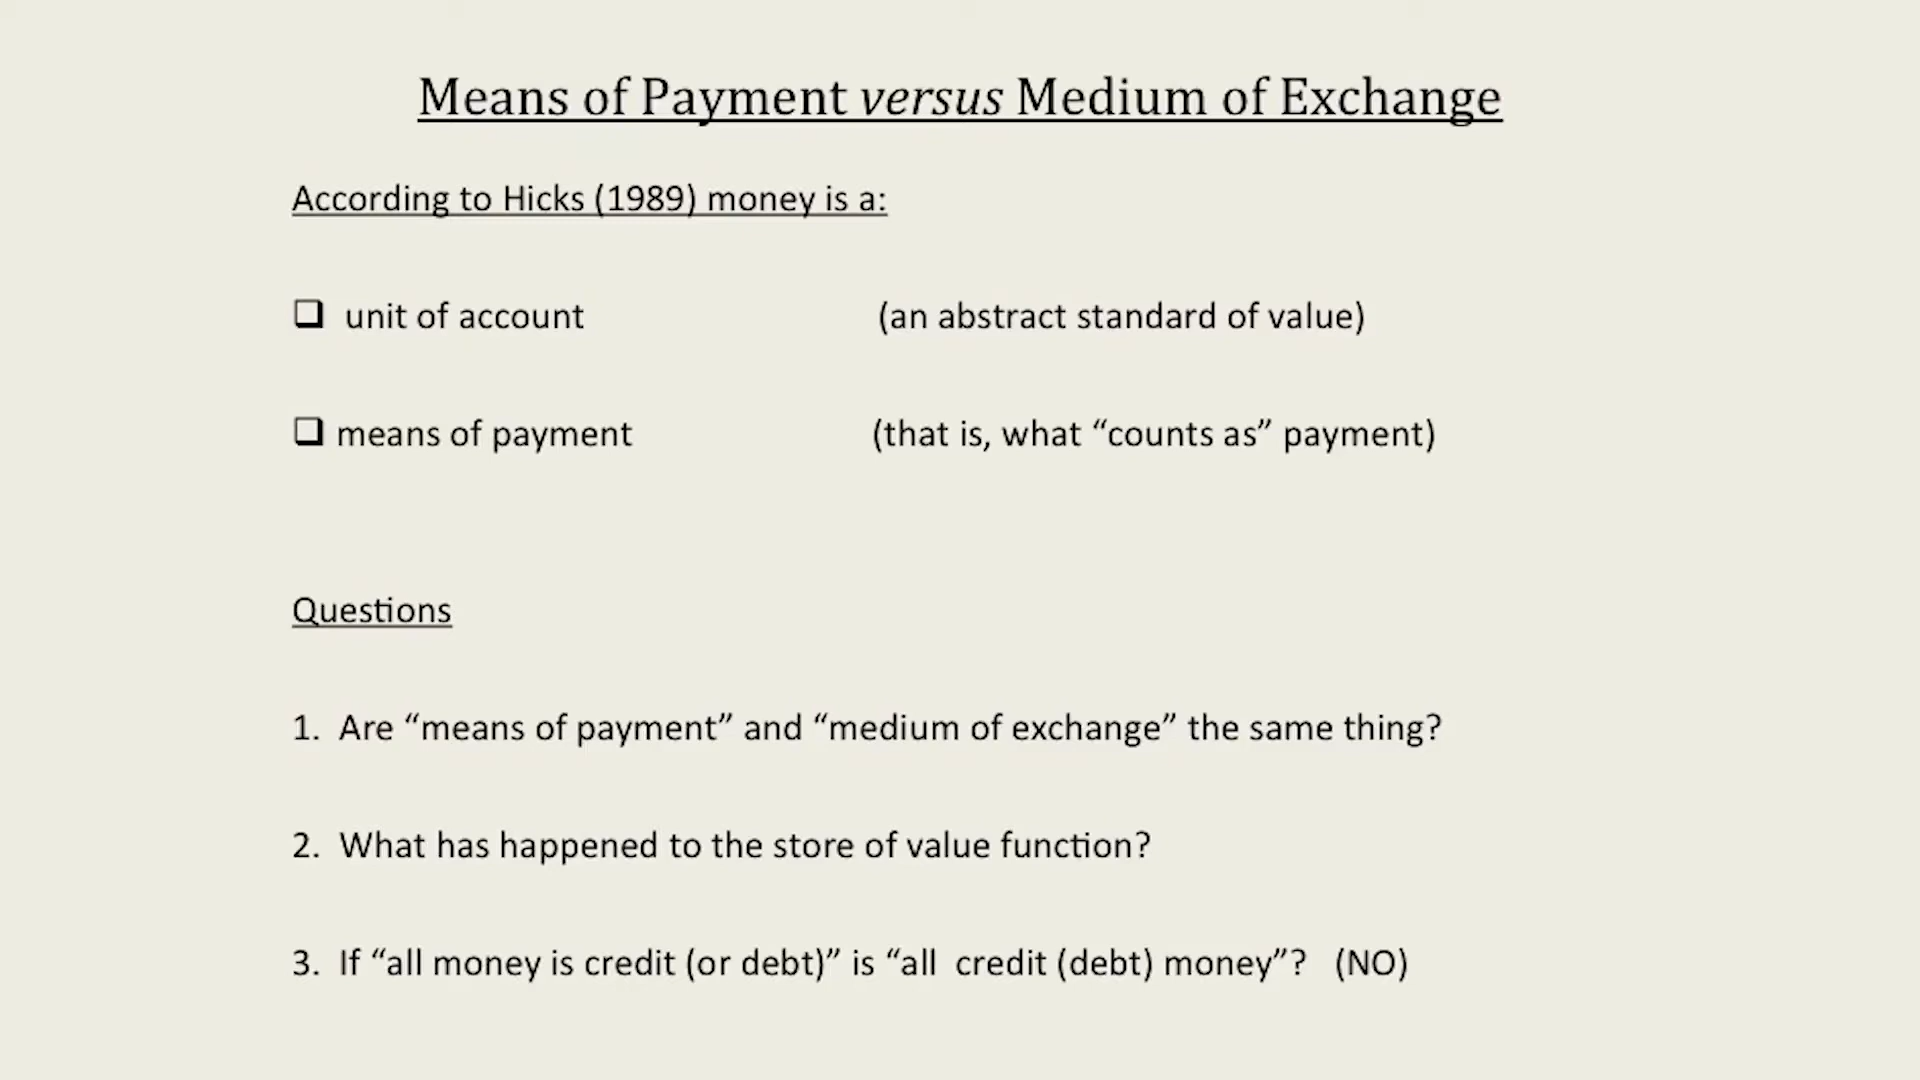 Means of Payment versus Medium of Exchange
According to Hicks (1989) money is a:
❑ unit of account (an abstract standard of value)
❑ means of payment (that is, what “counts as” payment)
Questions
1. Are “means of payment” and “medium of exchange” the same thing?
2. What has happened to the store of value function?
3. If “all money is credit (or debt)” is “all credit (debt) money”? (NO)